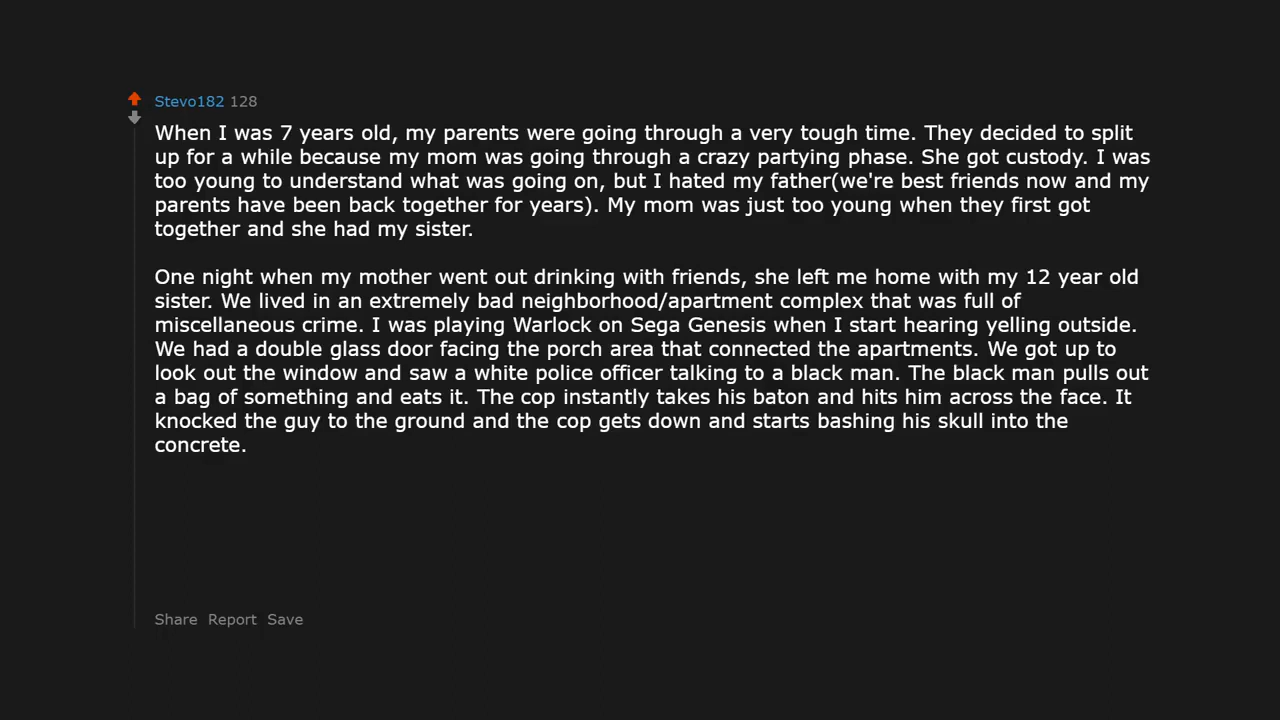 Stevo182 128
When I was 7 years old, my parents were going through a very tough time. They decided to split
up for a while because my mom was going through a crazy partying phase. She got custody. I was
too young to understand what was going on, but I hated my father(we're best friends now and my
parents have been back together for years). My mom was just too young when they first got
together and she had my sister.
One night when my mother went out drinking with friends, she left me home with my 12 year old
sister. We lived in an extremely bad neighborhood/apartment complex that was full of
miscellaneous crime. I was playing Warlock on Sega Genesis when I start hearing yelling outside.
We had a double glass door facing the porch area that connected the apartments. We got up to
look out the window and saw a white police officer talking to a black man. The black man pulls out
a bag of something and eats it. The cop instantly takes his baton and hits him across the face. It
knocked the guy to the ground and the cop gets down and starts bashing his skull into the
concrete.
Share Report Save